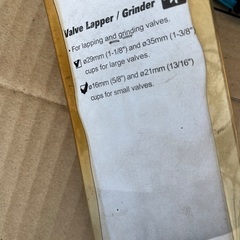 Valve Lapper / Grinder
• For lapping and grinding valves.
ø29mm (1-1/8") and ø35mm (1-3/8"
cups for large valves.
ø16mm (5/8") and ø21mm (13/16")
cups for small valves.